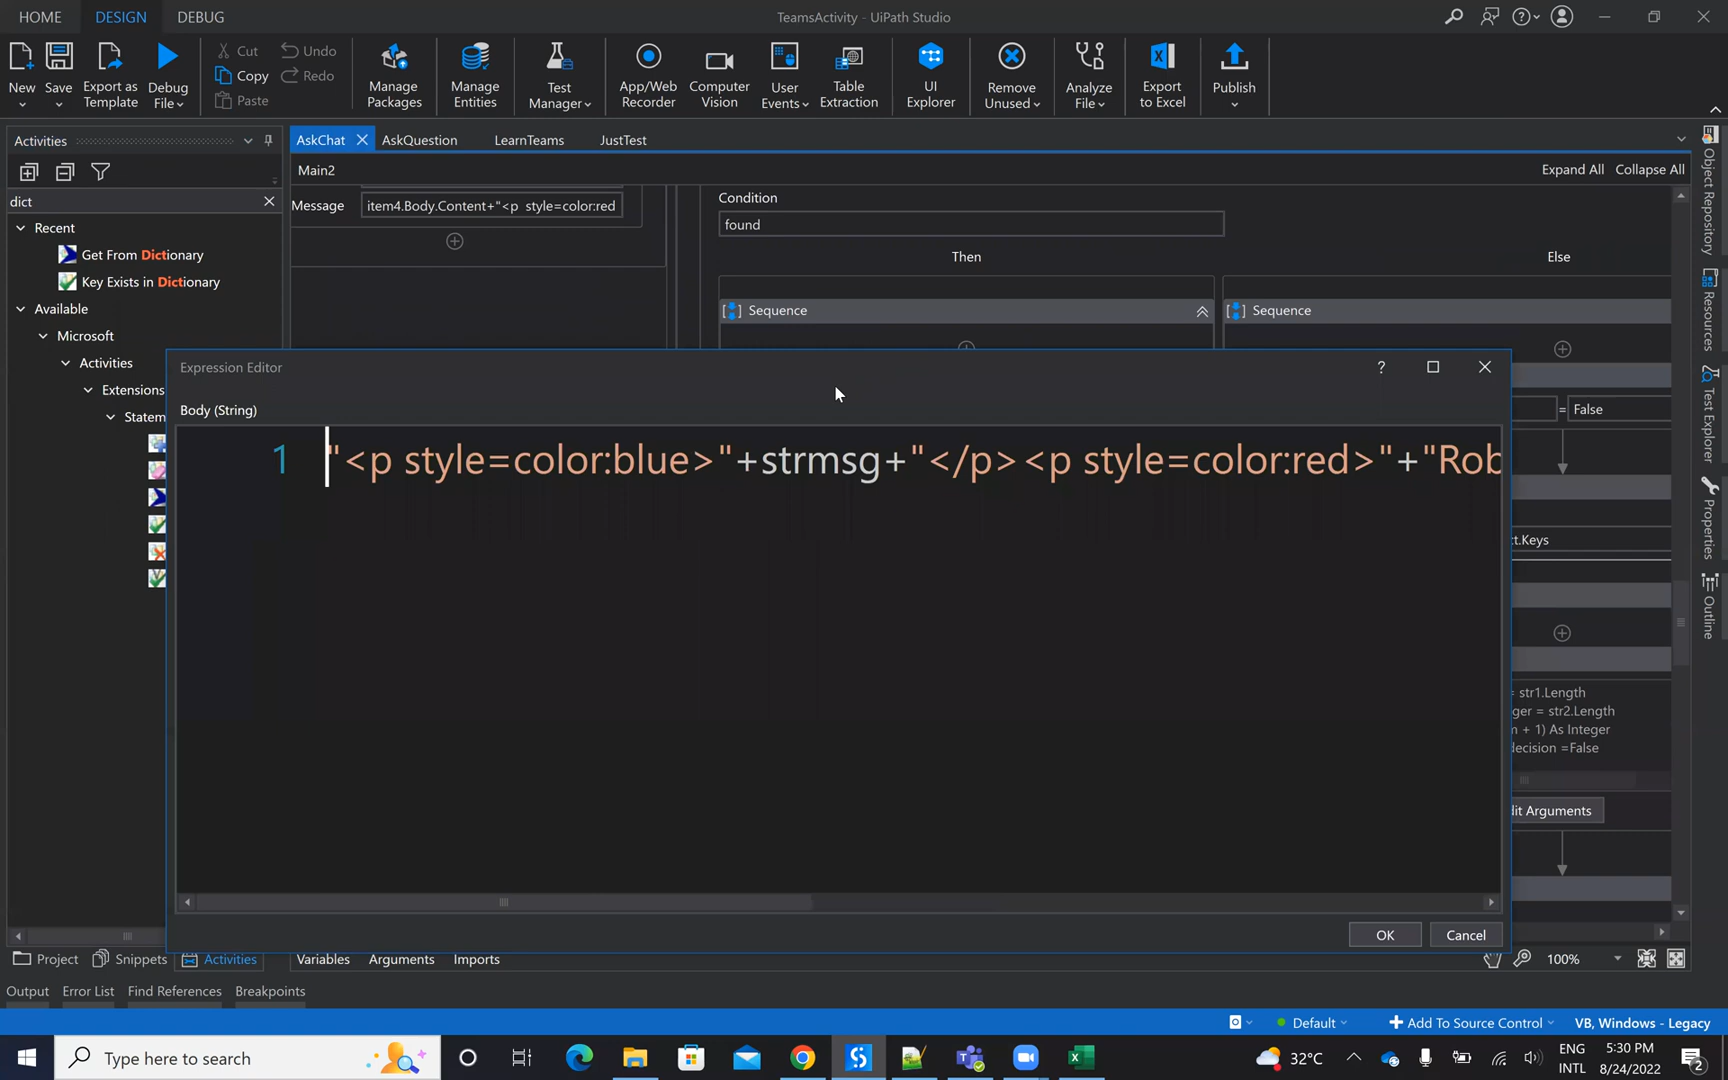 HOME DESIGN DEBUG
TeamsActivity - UiPath Studio
New
Save
Export as Template
Debug File
Cut
Copy
Paste
Undo
Redo
Manage Packages
Manage Entities
Test Manager
App/Web Recorder
Computer Vision
User Events
Table Extraction
UI Explorer
Remove Unused
Analyze File
Export to Excel
Publish
Activities
AskChat
AskQuestion
LearnTeams
JustTest
Main2
Expand All
Collapse All
dict
Recent
Get From Dictionary
Key Exists in Dictionary
Available
Microsoft
Activities
Extensions
Statem
Message
item4.Body.Content+"<p style=color:red
Condition
found
Then
Else
[ ] Sequence
[ ] Sequence
= False
Expression Editor
?
Body (String)
1 "<p style=color:blue>"+strmsg+"</p><p style=color:red>"+"Rob
ct.Keys
= str1.Length
ger = str2.Length
n + 1) As Integer
decision =False
dit Arguments
OK
Cancel
Object Repository
Resources
Test Explorer
Properties
Outline
Project
Snippets
Activities
Variables
Arguments
Imports
100%
Output
Error List
Find References
Breakpoints
Default
Add To Source Control
VB, Windows - Legacy
Type here to search
32°C
ENG
INTL
5:30 PM
8/24/2022
2